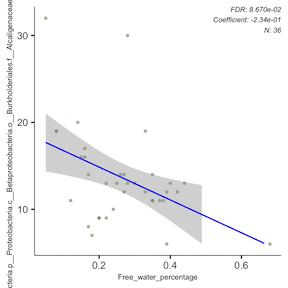 FDR: 8.670e-02
Coefficient: -2.34e-01
N: 36
cteria.p__Proteobacteria.c__Betaproteobacteria.o__Burkholderiales.f__Alcaligenaceae
30
20
10
0.2 0.4 0.6
Free_water_percentage